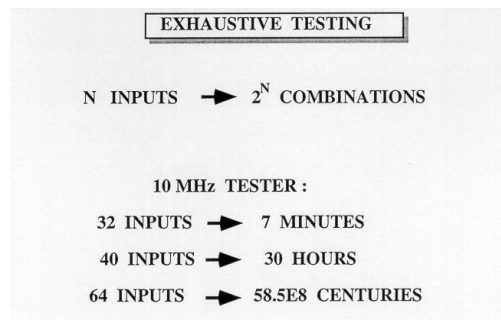 EXHAUSTIVE TESTING
N INPUTS → 2^N COMBINATIONS
10 MHz TESTER :
32 INPUTS → 7 MINUTES
40 INPUTS → 30 HOURS
64 INPUTS → 58.5E8 CENTURIES